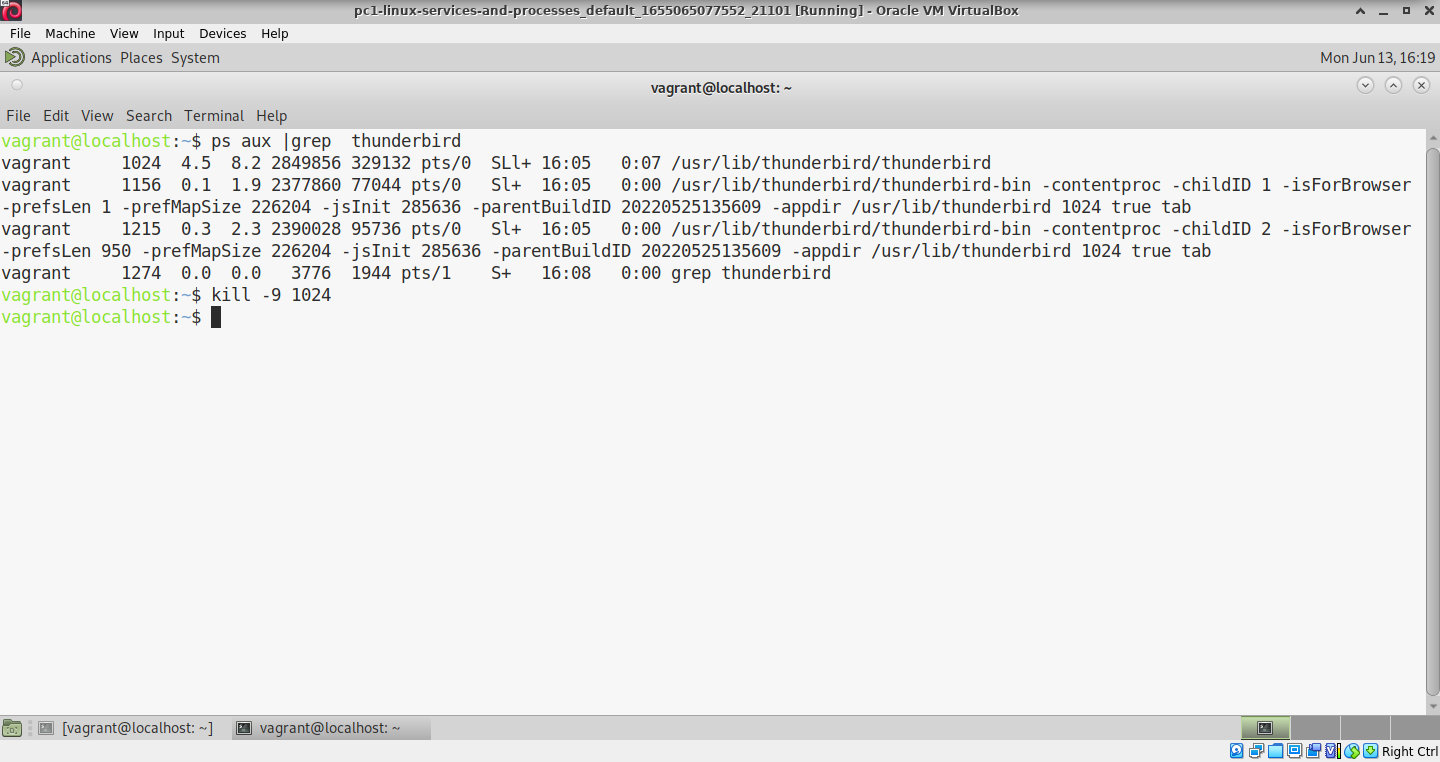 pc1-linux-services-and-processes_default_1655065077552_21101 [Running] - Oracle VM VirtualBox
File Machine View Input Devices Help
Applications Places System Mon Jun 13, 16:19
vagrant@localhost: ~
File Edit View Search Terminal Help
vagrant@localhost:~$ ps aux |grep  thunderbird
vagrant     1024  4.5  8.2 2849856 329132 pts/0  SLl+ 16:05   0:07 /usr/lib/thunderbird/thunderbird
vagrant     1156  0.1  1.9 2377860 77044 pts/0   Sl+  16:05   0:00 /usr/lib/thunderbird/thunderbird-bin -contentproc -childID 1 -isForBrowser
-prefsLen 1 -prefMapSize 226204 -jsInit 285636 -parentBuildID 20220525135609 -appdir /usr/lib/thunderbird 1024 true tab
vagrant     1215  0.3  2.3 2390028 95736 pts/0   Sl+  16:05   0:00 /usr/lib/thunderbird/thunderbird-bin -contentproc -childID 2 -isForBrowser
-prefsLen 950 -prefMapSize 226204 -jsInit 285636 -parentBuildID 20220525135609 -appdir /usr/lib/thunderbird 1024 true tab
vagrant     1274  0.0  0.0   3776  1944 pts/1    S+   16:08   0:00 grep thunderbird
vagrant@localhost:~$ kill -9 1024
vagrant@localhost:~$
[vagrant@localhost: ~] vagrant@localhost: ~
Right Ctrl